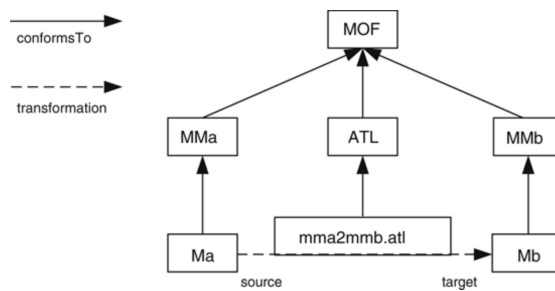 conformsTo
transformation
MOF
MMa
ATL
MMb
mma2mmb.atl
Ma
Mb
source
target